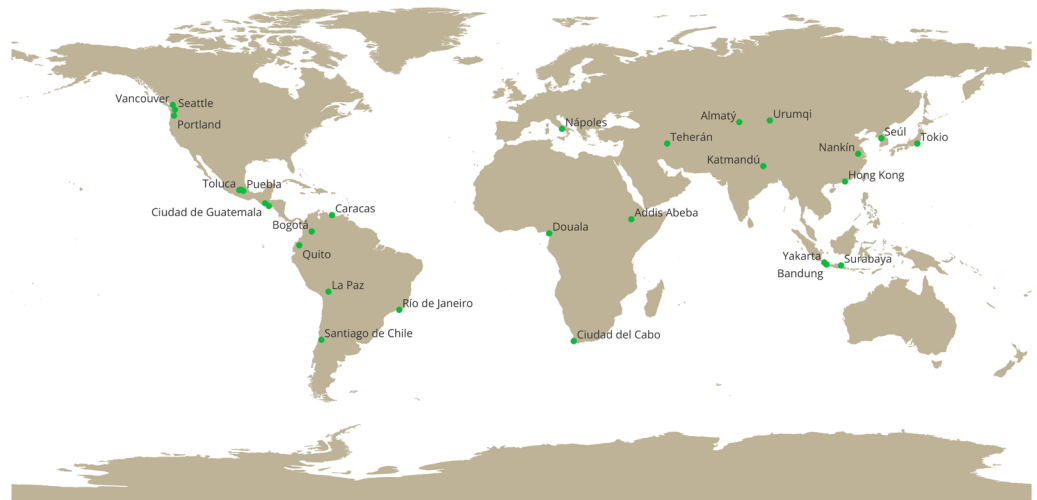 Vancouver
Seattle
Portland
Nápoles
Almatý
Urumqi
Teherán
Seúl
Tokio
Nankín
Katmandú
Hong Kong
Toluca
Puebla
Ciudad de Guatemala
Caracas
Bogotá
Addis Abeba
Douala
Quito
Yakarta
Surabaya
Bandung
La Paz
Río de Janeiro
Santiago de Chile
Ciudad del Cabo